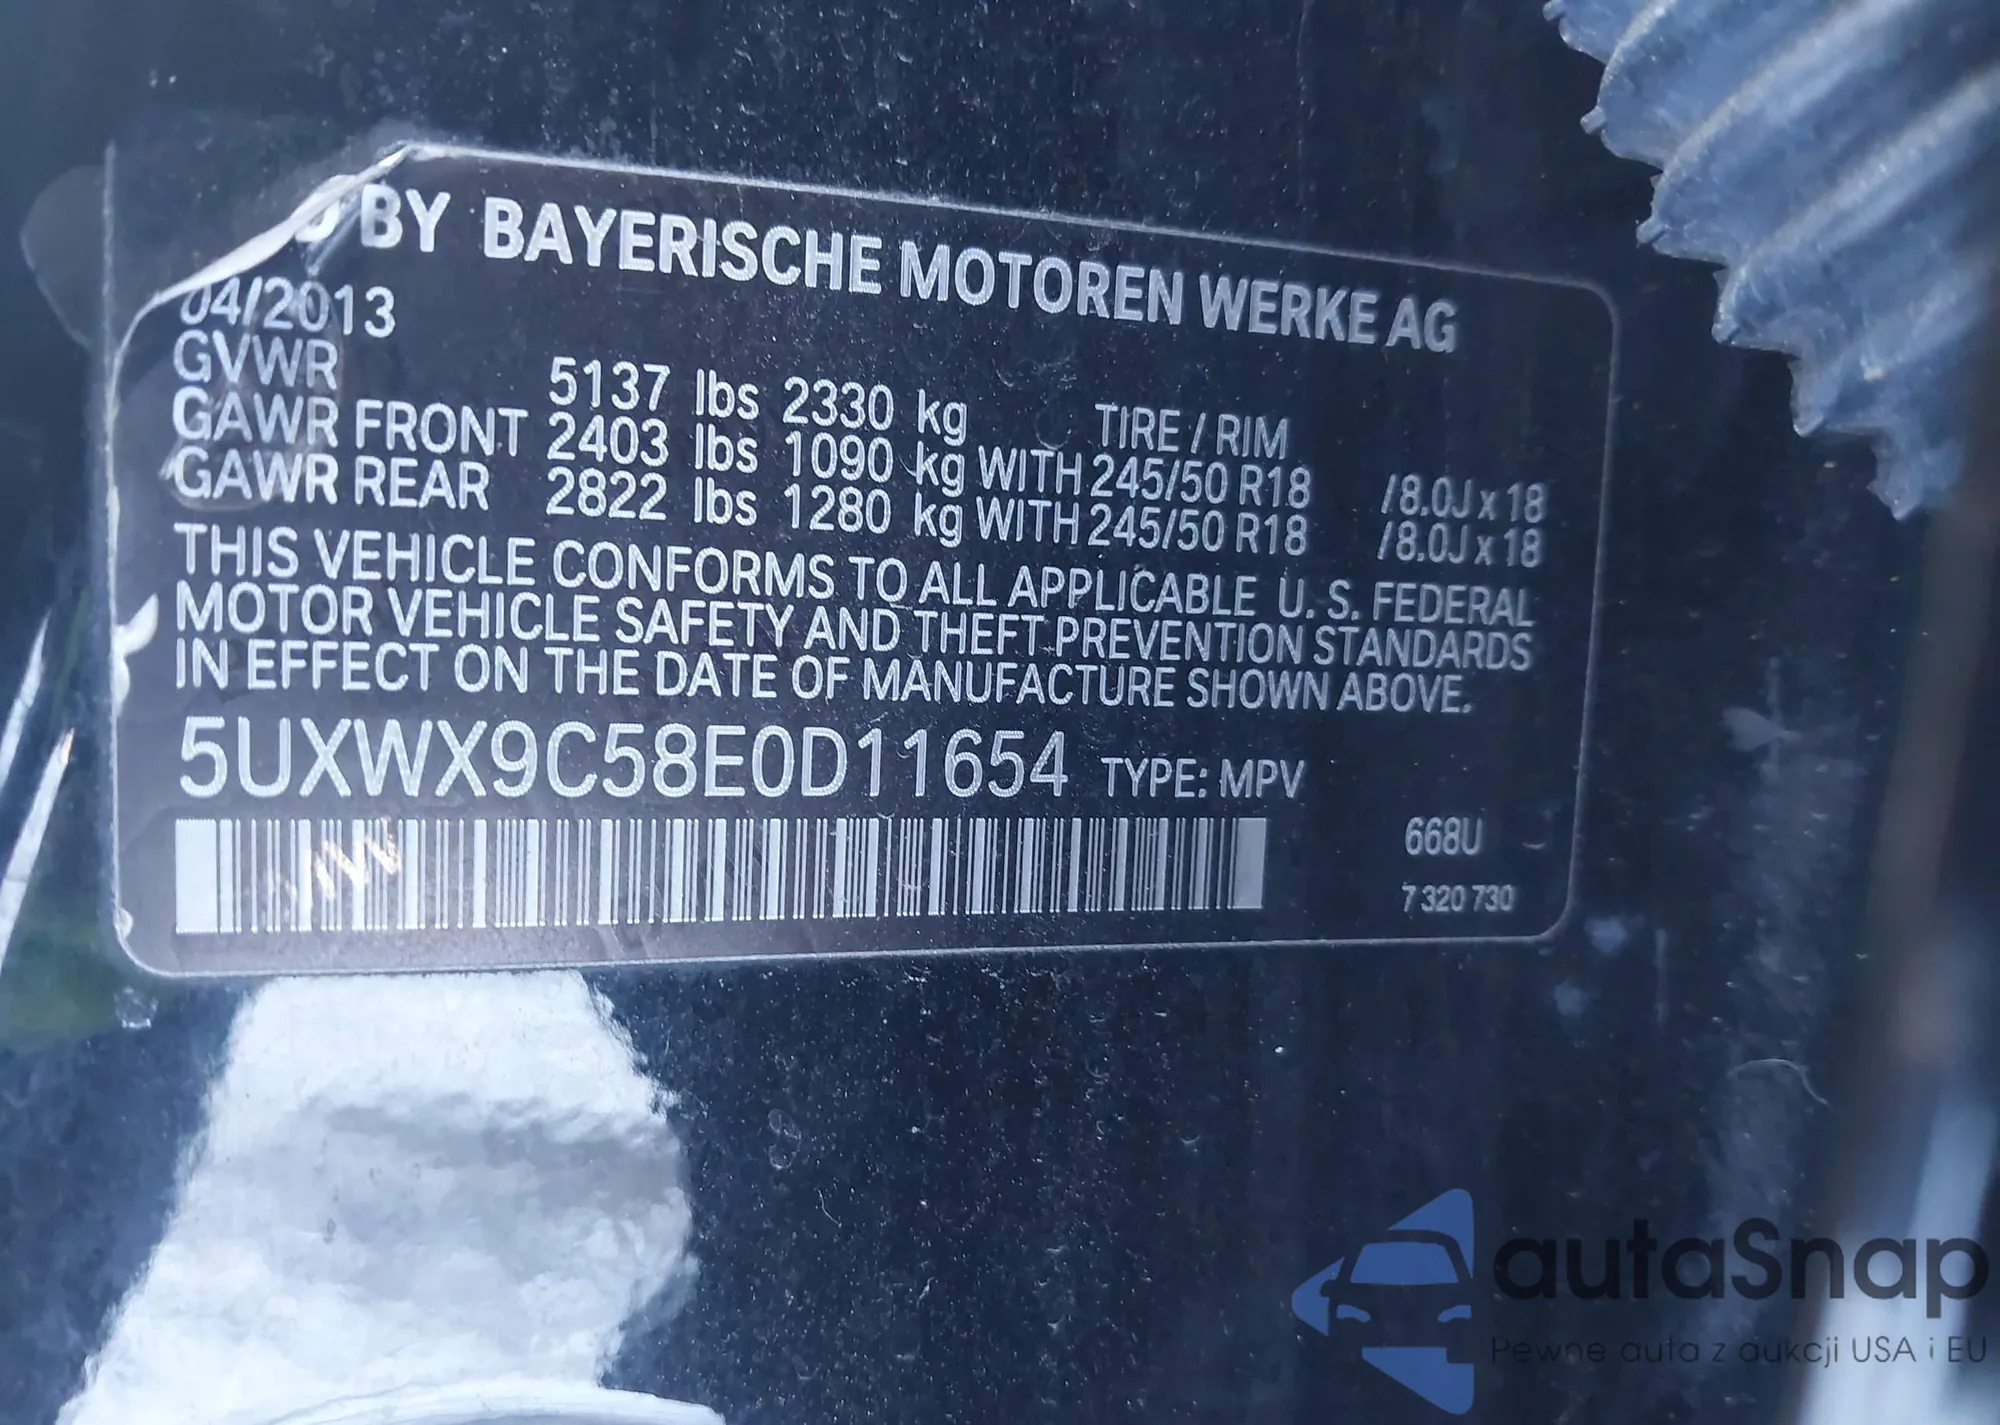 BY BAYERISCHE MOTOREN WERKE AG
04/2013
GVWR 5137 lbs 2330 kg TIRE / RIM
GAWR FRONT 2403 lbs 1090 kg WITH 245/50 R18 /8.0J x 18
GAWR REAR 2822 lbs 1280 kg WITH 245/50 R18 /8.0J x 18
THIS VEHICLE CONFORMS TO ALL APPLICABLE U. S. FEDERAL
MOTOR VEHICLE SAFETY AND THEFT PREVENTION STANDARDS
IN EFFECT ON THE DATE OF MANUFACTURE SHOWN ABOVE.
5UXWX9C58E0D11654 TYPE: MPV
668U
7 320 730
autaSnap
Pewne auta z aukcji USA i EU